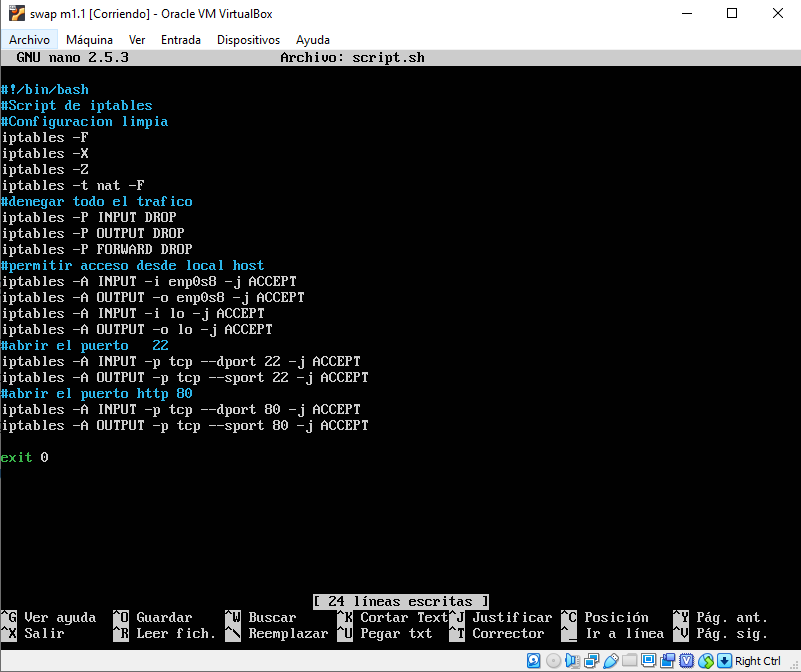 swap m1.1 [Corriendo] - Oracle VM VirtualBox
Archivo Máquina Ver Entrada Dispositivos Ayuda
GNU nano 2.5.3 Archivo: script.sh
#!/bin/bash
#Script de iptables
#Configuracion limpia
iptables -F
iptables -X
iptables -Z
iptables -t nat -F
#denegar todo el trafico
iptables -P INPUT DROP
iptables -P OUTPUT DROP
iptables -P FORWARD DROP
#permitir acceso desde local host
iptables -A INPUT -i enp0s8 -j ACCEPT
iptables -A OUTPUT -o enp0s8 -j ACCEPT
iptables -A INPUT -i lo -j ACCEPT
iptables -A OUTPUT -o lo -j ACCEPT
#abrir el puerto   22
iptables -A INPUT -p tcp --dport 22 -j ACCEPT
iptables -A OUTPUT -p tcp --sport 22 -j ACCEPT
#abrir el puerto http 80
iptables -A INPUT -p tcp --dport 80 -j ACCEPT
iptables -A OUTPUT -p tcp --sport 80 -j ACCEPT
exit 0
[ 24 líneas escritas ]
^G Ver ayuda ^O Guardar ^W Buscar ^K Cortar Text ^J Justificar ^C Posición ^Y Pág. ant.
^X Salir ^R Leer fich. ^\ Reemplazar ^U Pegar txt ^T Corrector ^_ Ir a línea ^V Pág. sig.
Right Ctrl